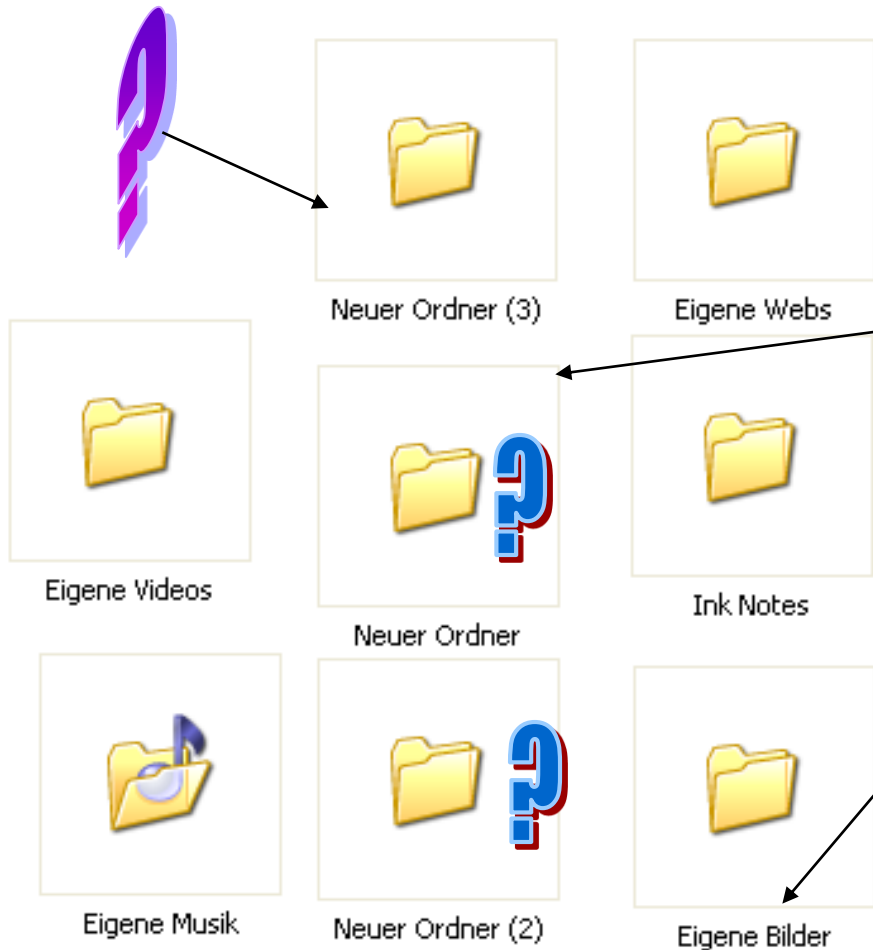 ?
Neuer Ordner (3)
Eigene Webs
Eigene Videos
?
Neuer Ordner
Ink Notes
Eigene Musik
?
Neuer Ordner (2)
Eigene Bilder